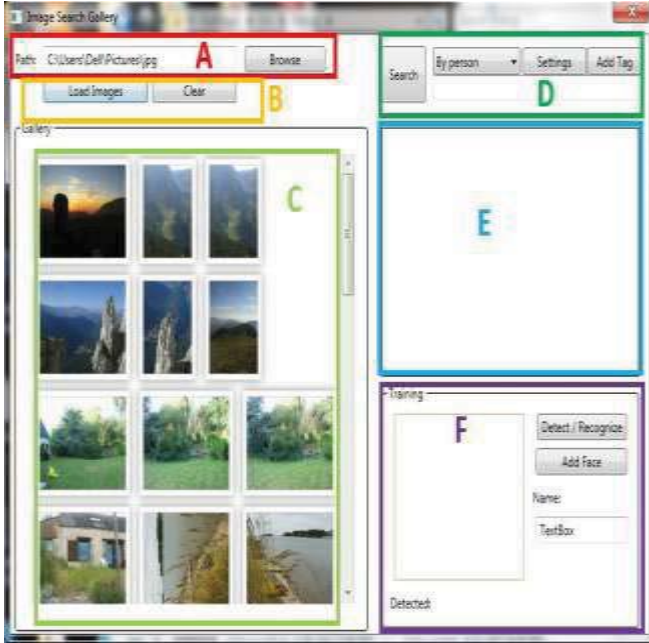 Image Search Gallery
Path: C:\Users\Dell\Pictures\jpg A Browse
Search By person Settings Add Tag
D
Load Images Clear B
Gallery
C
E
Training
F
Detect / Recognize
Add Face
Name:
TextBox
Detected: